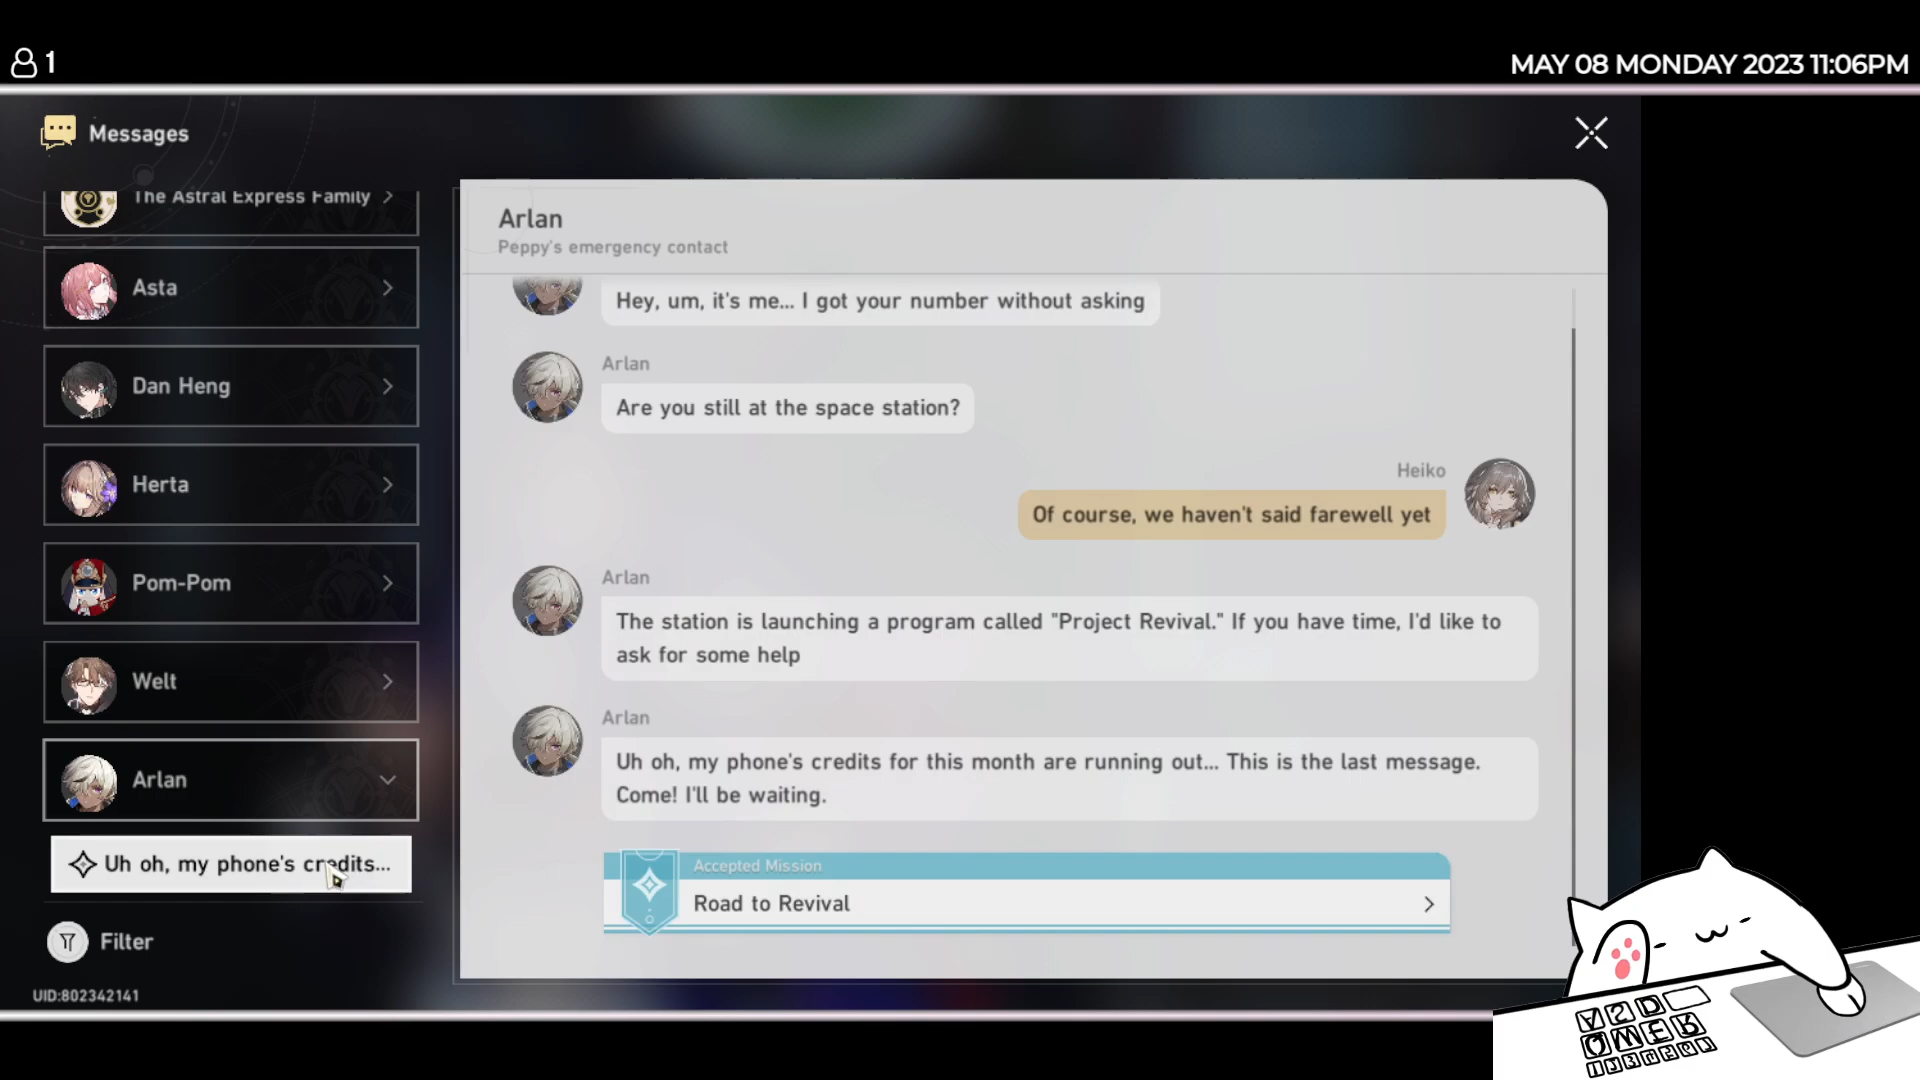 1
MAY 08 MONDAY 2023 11:06PM
Messages
The Astral Express Family
Asta
Dan Heng
Herta
Pom-Pom
Welt
Arlan
Uh oh, my phone's credits...
Filter
UID:802342141
Arlan
Peppy's emergency contact
Hey, um, it's me... I got your number without asking
Arlan
Are you still at the space station?
Heiko
Of course, we haven't said farewell yet
Arlan
The station is launching a program called "Project Revival." If you have time, I'd like to
ask for some help
Arlan
Uh oh, my phone's credits for this month are running out... This is the last message.
Come! I'll be waiting.
Accepted Mission
Road to Revival